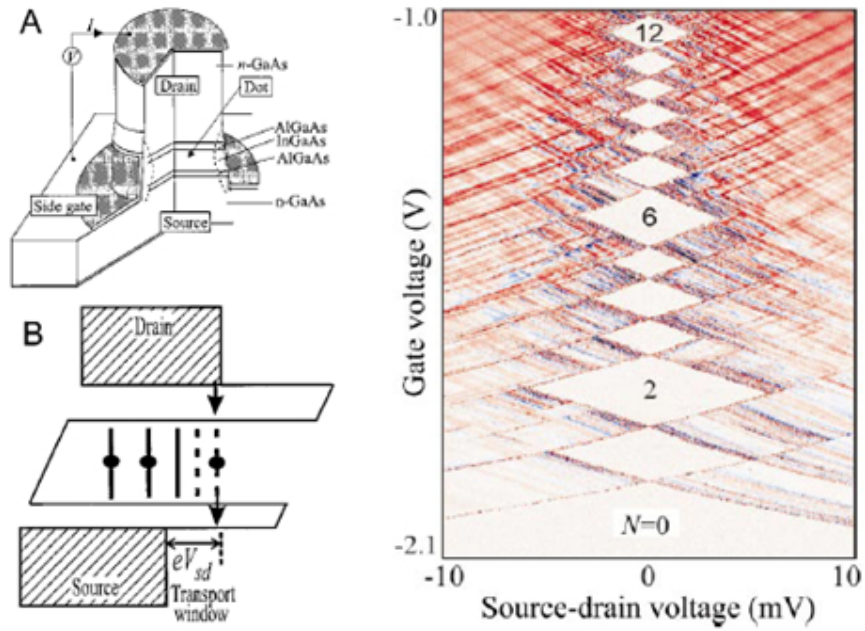 A
I
V
n-GaAs
Drain
Dot
AlGaAs
InGaAs
AlGaAs
n-GaAs
Side gate
Source
B
Drain
eVsd
Source
Transport
window
-1.0
12
6
2
N=0
Gate voltage (V)
-2.1
-10
0
10
Source-drain voltage (mV)